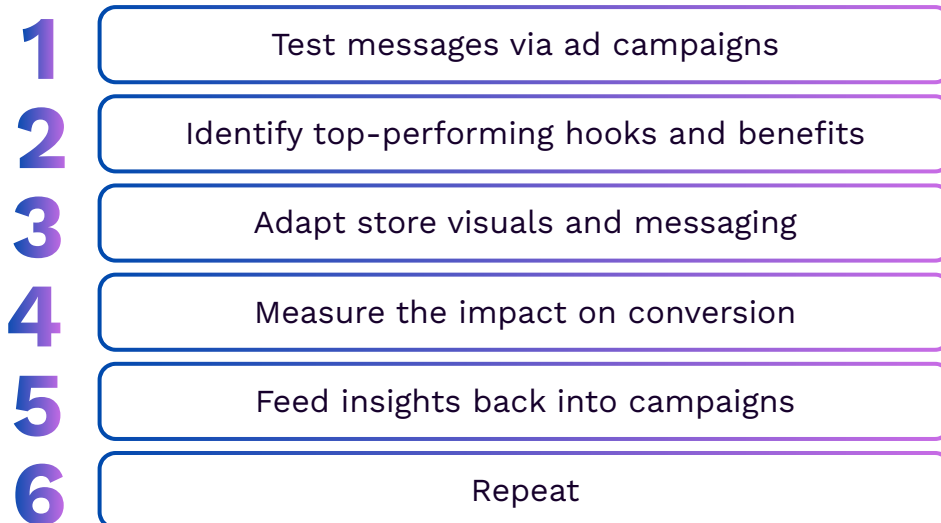 1 Test messages via ad campaigns
2 Identify top-performing hooks and benefits
3 Adapt store visuals and messaging
4 Measure the impact on conversion
5 Feed insights back into campaigns
6 Repeat